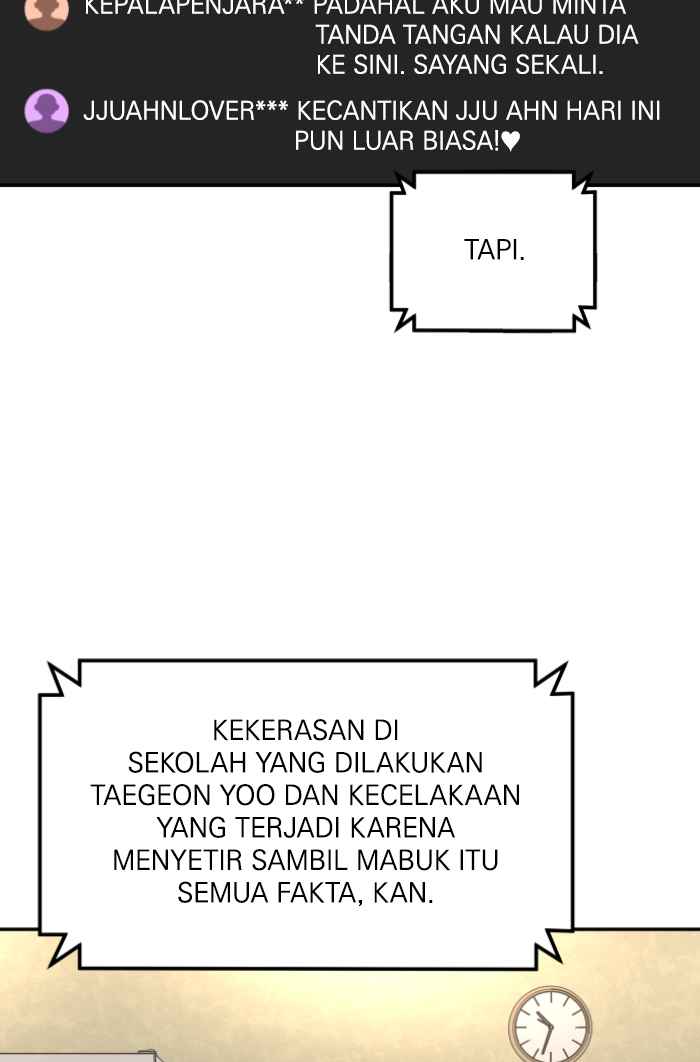 KEPALAPENJARA** PADAHAL AKU MAU MINTA
TANDA TANGAN KALAU DIA
KE SINI. SAYANG SEKALI.
JJUAHNLOVER*** KECANTIKAN JJU AHN HARI INI
PUN LUAR BIASA!♥
TAPI.
KEKERASAN DI
SEKOLAH YANG DILAKUKAN
TAEGEON YOO DAN KECELAKAAN
YANG TERJADI KARENA
MENYETIR SAMBIL MABUK ITU
SEMUA FAKTA, KAN.